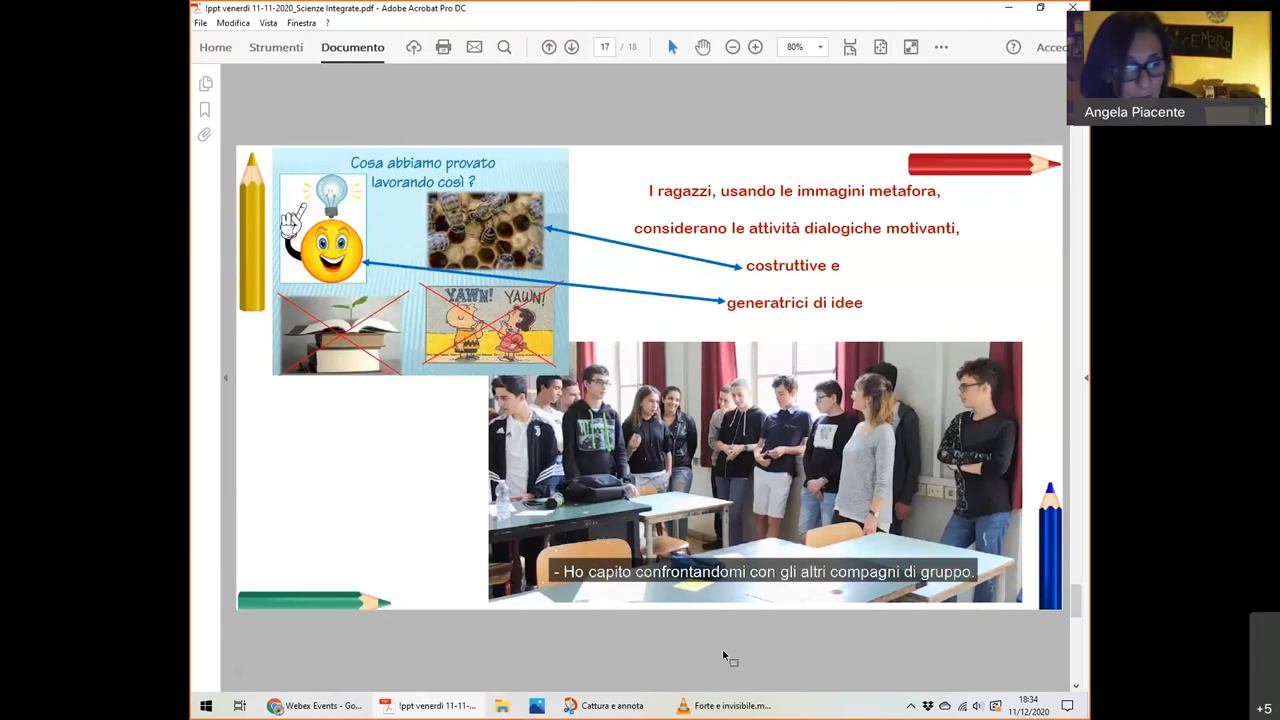 !ppt venerdì 11-11-2020_Scienze Integrate.pdf - Adobe Acrobat Pro DC
File Modifica Vista Finestra ?
Home Strumenti Documento 17 / 18 80% Acced
Angela Piacente
Cosa abbiamo provato
lavorando così ?
I ragazzi, usando le immagini metafora,
considerano le attività dialogiche motivanti,
costruttive e
generatrici di idee
YAWN! YAWN!
- Ho capito confrontandomi con gli altri compagni di gruppo.
Webex Events - Go... !ppt venerdì 11-11-... Cattura e annota Forte e invisibile.m...
18:34
11/12/2020
+5